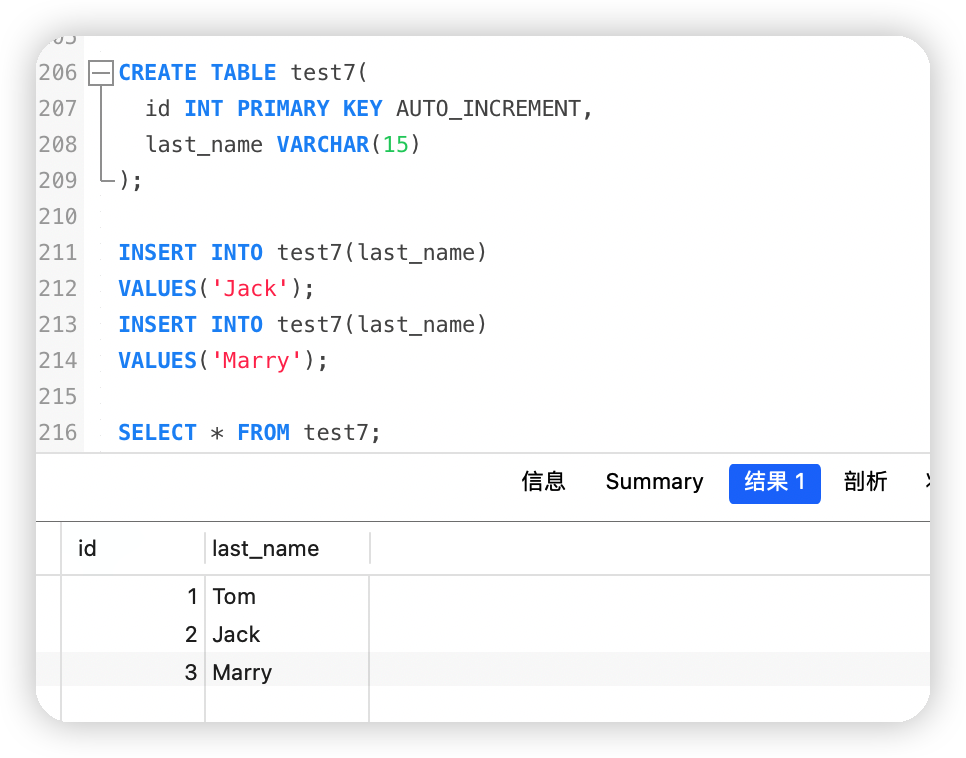 205
206 CREATE TABLE test7(
207   id INT PRIMARY KEY AUTO_INCREMENT,
208   last_name VARCHAR(15)
209 );
210
211 INSERT INTO test7(last_name)
212 VALUES('Jack');
213 INSERT INTO test7(last_name)
214 VALUES('Marry');
215
216 SELECT * FROM test7;
信息 Summary 结果 1 剖析
id last_name
1 Tom
2 Jack
3 Marry